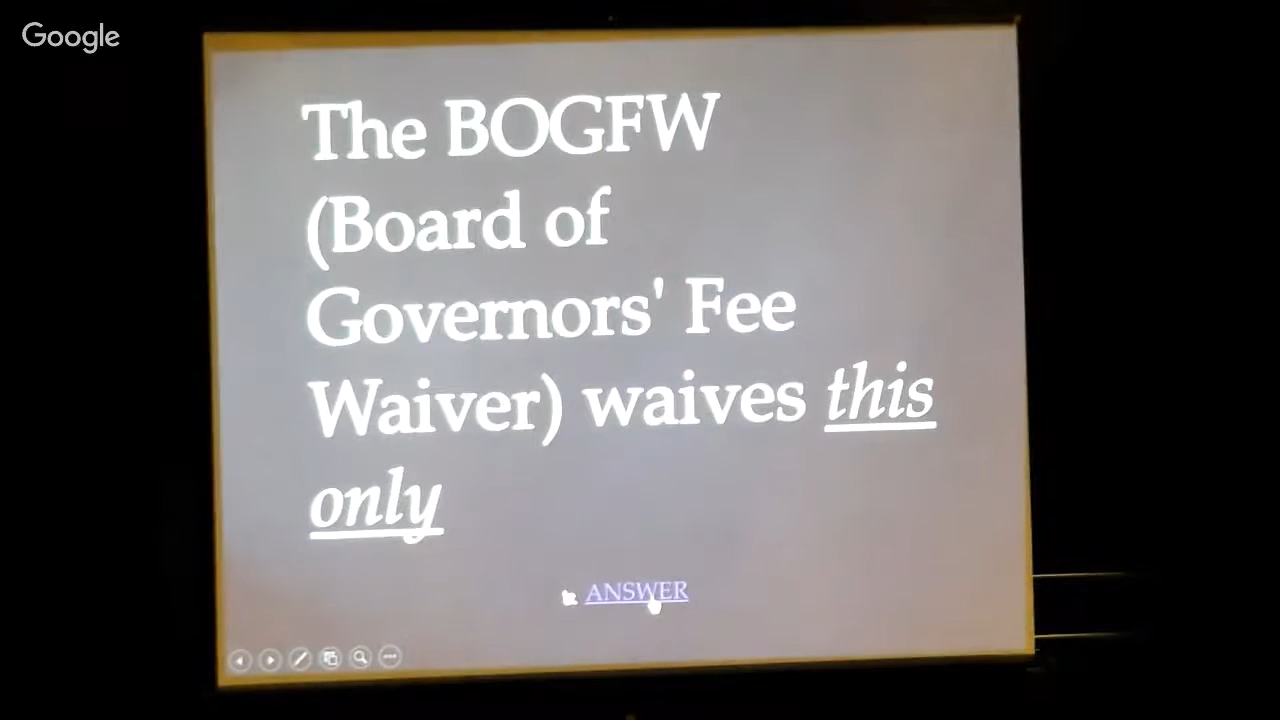 Google
The BOGFW
(Board of
Governors' Fee
Waiver) waives this
only
ANSWER